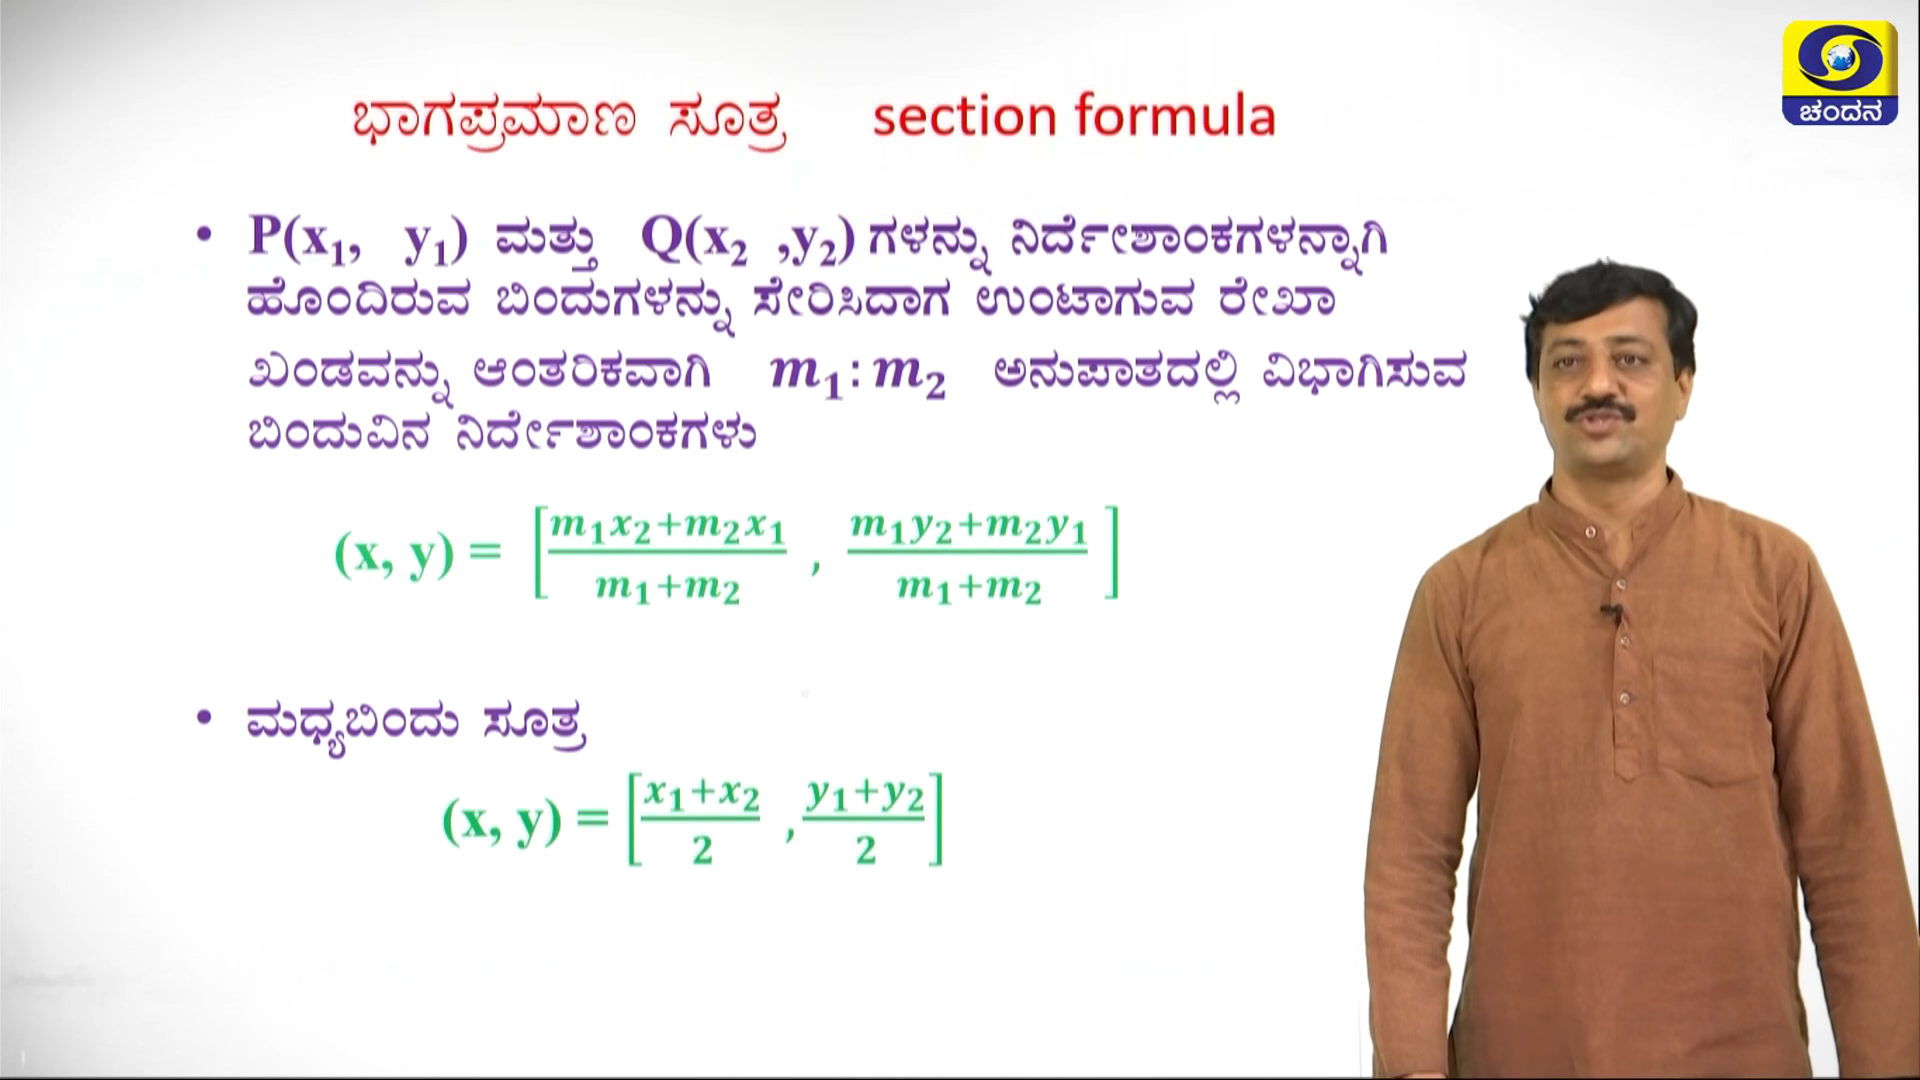 ಚಂದನ
ಭಾಗಪ್ರಮಾಣ ಸೂತ್ರ section formula
• P(x₁, y₁) ಮತ್ತು Q(x₂ ,y₂) ಗಳನ್ನು ನಿರ್ದೇಶಾಂಕಗಳನ್ನಾಗಿ
ಹೊಂದಿರುವ ಬಿಂದುಗಳನ್ನು ಸೇರಿಸಿದಾಗ ಉಂಟಾಗುವ ರೇಖಾ
ಖಂಡವನ್ನು ಆಂತರಿಕವಾಗಿ m₁:m₂ ಅನುಪಾತದಲ್ಲಿ ವಿಭಾಗಿಸುವ
ಬಿಂದುವಿನ ನಿರ್ದೇಶಾಂಕಗಳು
(x, y) = [(m₁x₂+m₂x₁)/(m₁+m₂) , (m₁y₂+m₂y₁)/(m₁+m₂)]
• ಮಧ್ಯಬಿಂದು ಸೂತ್ರ
(x, y) = [(x₁+x₂)/2 ,(y₁+y₂)/2]